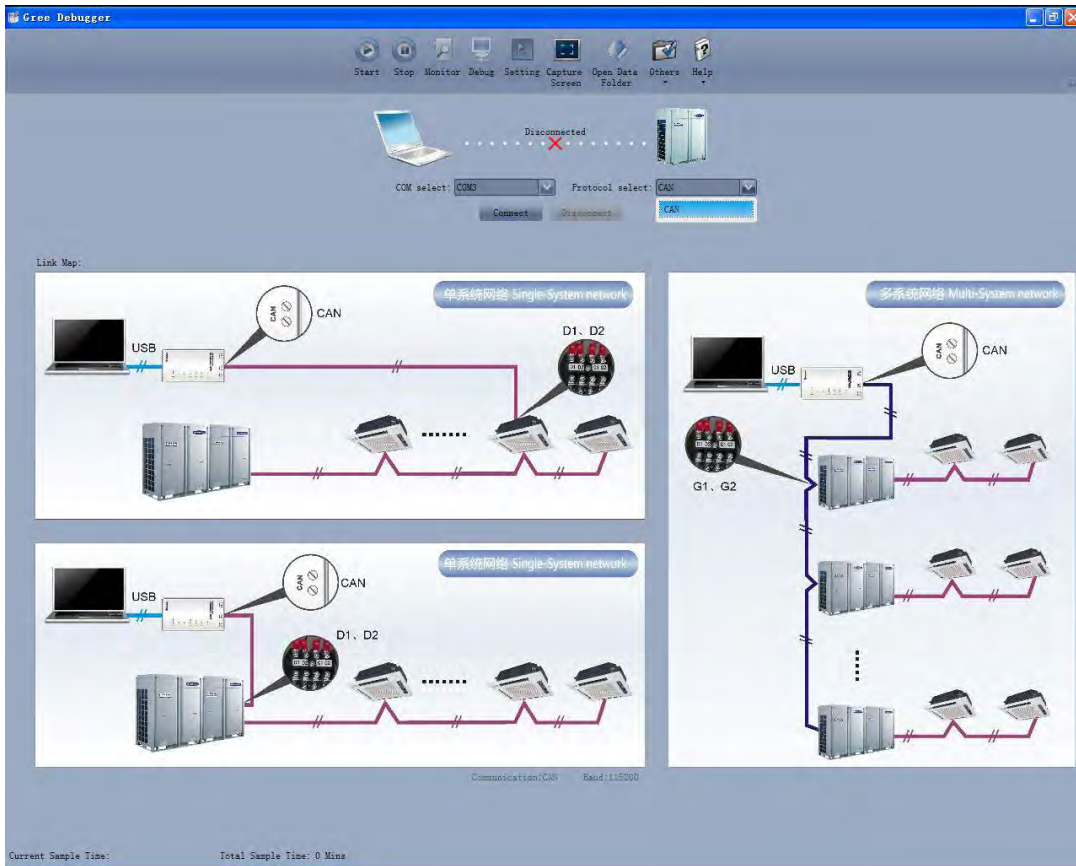 Gree Debugger
Start Stop Monitor Debug Setting Capture Screen Open Data Folder Others Help
Disconnected
COM select: COM3 Protocol select: CAN
Connect Disconnect CAN
Link Map:
单系统网络 Single-System network
CAN
CAN
USB
D1、D2
单系统网络 Single-System network
CAN
CAN
USB
D1、D2
多系统网络 Multi-System network
CAN
CAN
USB
G1、G2
Communication:CAN
Current Sample Time: Total Sample Time: 0 Mins